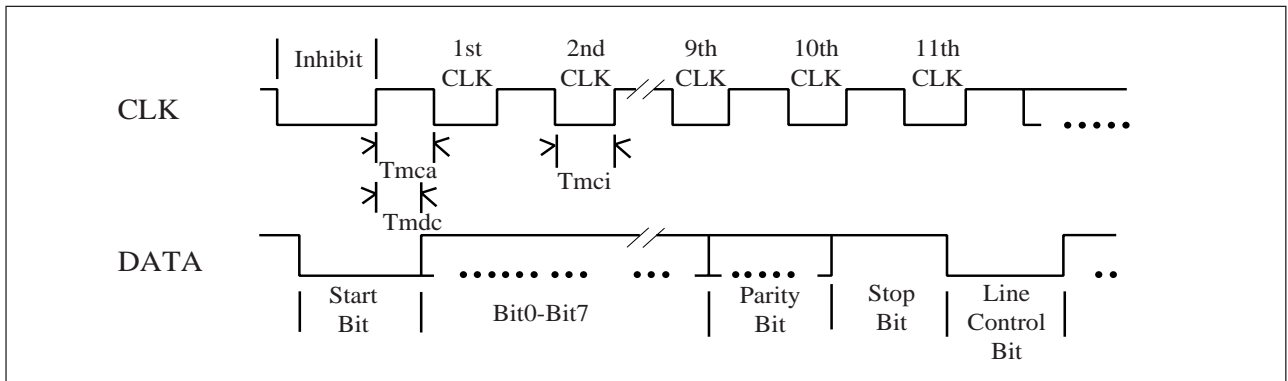 Inhibit
1st
CLK
2nd
CLK
9th
CLK
10th
CLK
11th
CLK
CLK
Tmca
Tmci
Tmdc
DATA
Start
Bit
Bit0-Bit7
Parity
Bit
Stop
Bit
Line
Control
Bit